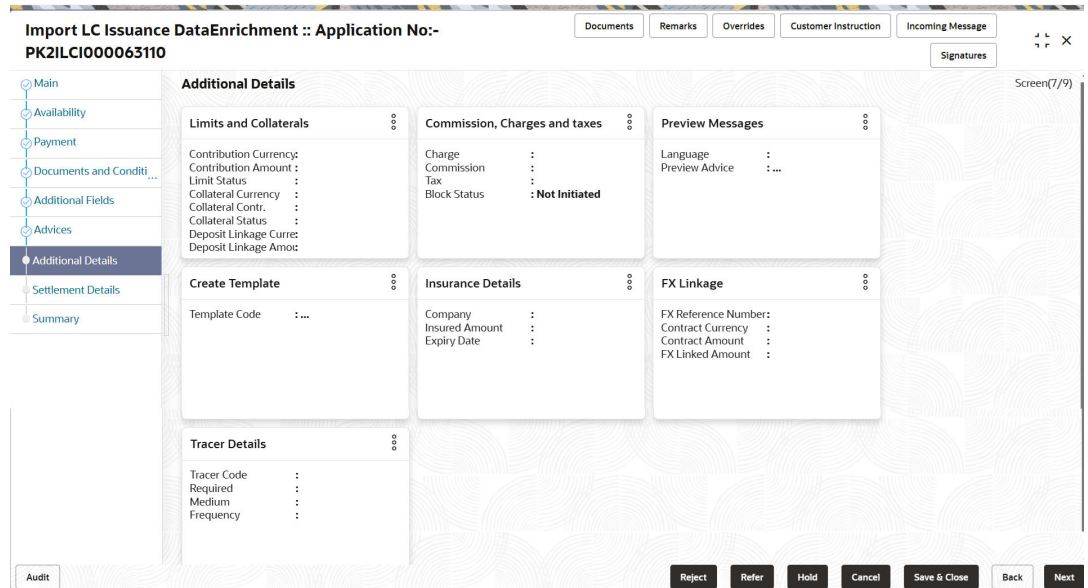 Import LC Issuance DataEnrichment :: Application No:- PK2ILCI000063110
Documents
Remarks
Overrides
Customer Instruction
Incoming Message
Signatures
Main
Availability
Payment
Documents and Conditi...
Additional Fields
Advices
Additional Details
Settlement Details
Summary
Additional Details
Screen(7/9)
Limits and Collaterals
Contribution Currency:
Contribution Amount :
Limit Status :
Collateral Currency :
Collateral Contr. :
Collateral Status :
Deposit Linkage Curre:
Deposit Linkage Amou:
Commission, Charges and taxes
Charge :
Commission :
Tax :
Block Status : Not Initiated
Preview Messages
Language :
Preview Advice : ...
Create Template
Template Code : ...
Insurance Details
Company :
Insured Amount :
Expiry Date :
FX Linkage
FX Reference Number:
Contract Currency :
Contract Amount :
FX Linked Amount :
Tracer Details
Tracer Code :
Required :
Medium :
Frequency :
Audit
Reject
Refer
Hold
Cancel
Save & Close
Back
Next